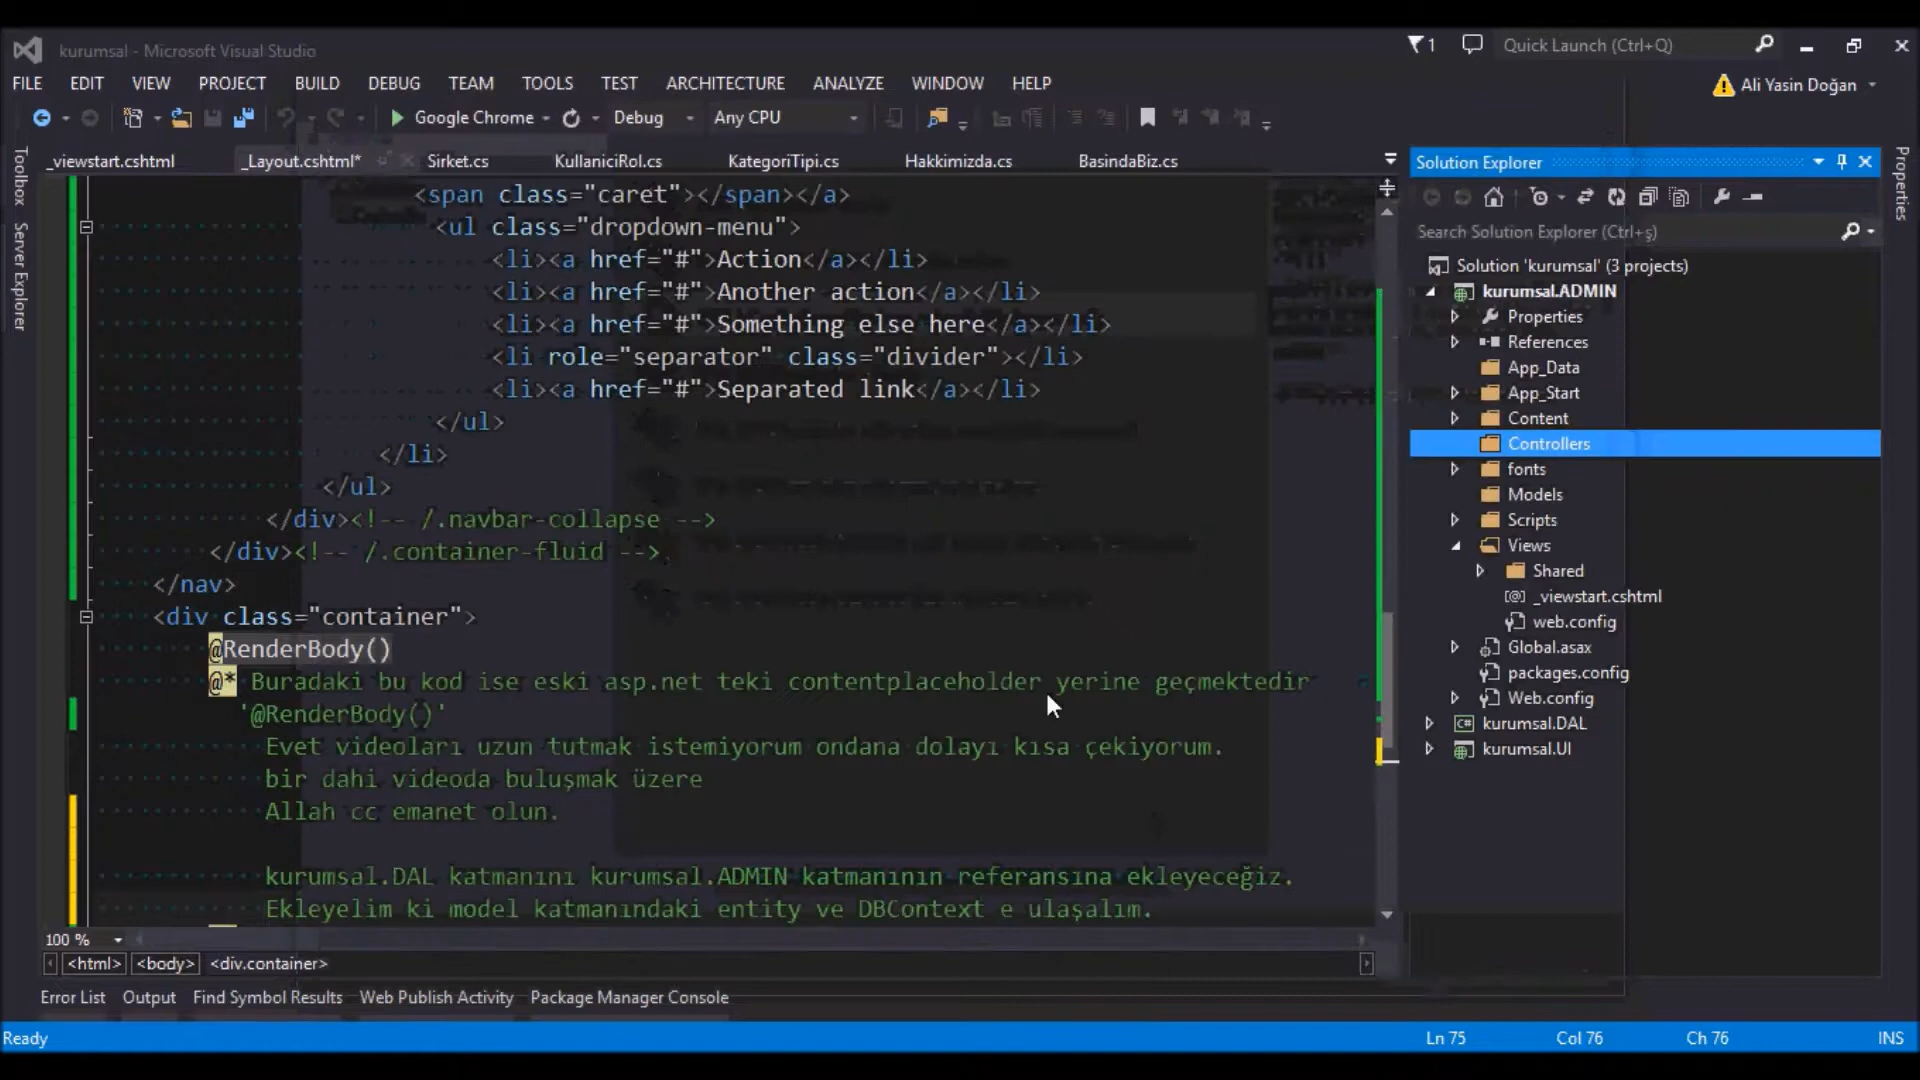 kurumsal - Microsoft Visual Studio
1
Quick Launch (Ctrl+Q)
FILE EDIT VIEW PROJECT BUILD DEBUG TEAM TOOLS TEST ARCHITECTURE ANALYZE WINDOW HELP
Ali Yasin Doğan
Google Chrome Debug Any CPU
_viewstart.cshtml _Layout.cshtml* Sirket.cs KullaniciRol.cs KategoriTipi.cs Hakkimizda.cs BasindaBiz.cs
Toolbox
Server Explorer
<span class="caret"></span></a>
<ul class="dropdown-menu">
<li><a href="#">Action</a></li>
<li><a href="#">Another action</a></li>
<li><a href="#">Something else here</a></li>
<li role="separator" class="divider"></li>
<li><a href="#">Separated link</a></li>
</ul>
</li>
</ul>
</div><!-- /.navbar-collapse -->
</div><!-- /.container-fluid -->
</nav>
<div class="container">
@RenderBody()
@* Buradaki bu kod ise eski asp.net teki contentplaceholder yerine geçmektedir
'@RenderBody()'
Evet videoları uzun tutmak istemiyorum ondana dolayı kısa çekiyorum.
bir dahi videoda buluşmak üzere
Allah cc emanet olun.
kurumsal.DAL katmanını kurumsal.ADMIN katmanının referansına ekleyeceğiz.
Ekleyelim ki model katmanındaki entity ve DBContext e ulaşalım.
100 %
<html> <body> <div.container>
Solution Explorer
Search Solution Explorer (Ctrl+ş)
Solution 'kurumsal' (3 projects)
kurumsal.ADMIN
Properties
References
App_Data
App_Start
Content
Controllers
fonts
Models
Scripts
Views
Shared
_viewstart.cshtml
web.config
Global.asax
packages.config
Web.config
kurumsal.DAL
kurumsal.UI
Properties
Error List Output Find Symbol Results Web Publish Activity Package Manager Console
Ready Ln 75 Col 76 Ch 76 INS